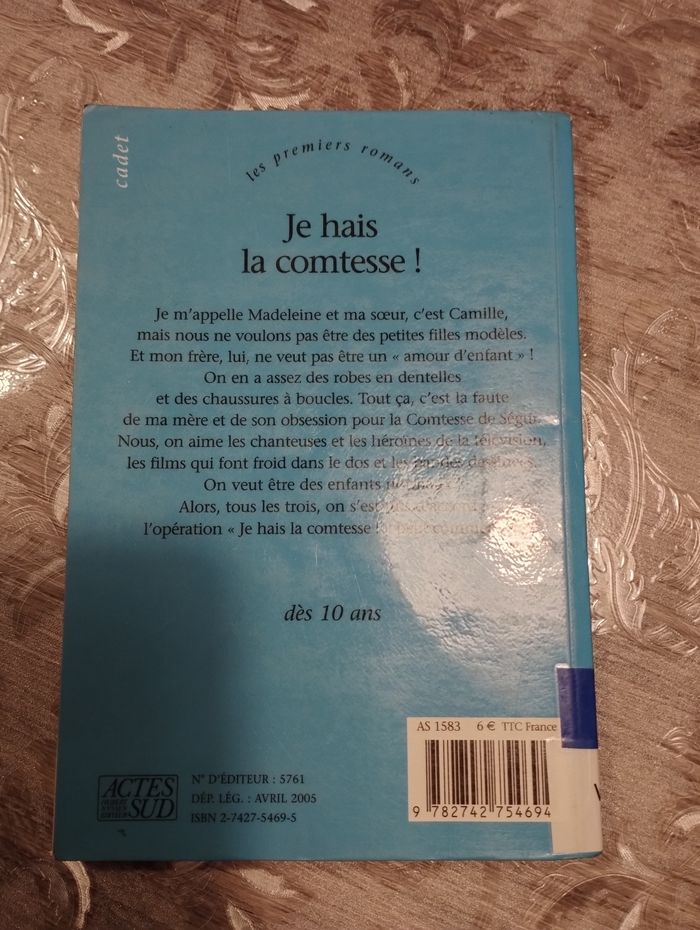 cadet
les premiers romans
Je hais
la comtesse !
Je m'appelle Madeleine et ma sœur, c'est Camille,
mais nous ne voulons pas être des petites filles modèles.
Et mon frère, lui, ne veut pas être un « amour d'enfant » !
On en a assez des robes en dentelles
et des chaussures à boucles. Tout ça, c'est la faute
de ma mère et de son obsession pour la Comtesse de Ségur.
Nous, on aime les chanteuses et les héroïnes de la télévision,
les films qui font froid dans le dos et les
On veut être des enfants
Alors, tous les trois, on s'est
l'opération « Je hais la comtesse ! » peut
dès 10 ans
AS 1583 6 € TTC France
9 782742 754694
ACTES
SUD
N° D'ÉDITEUR : 5761
DÉP. LÉG. : AVRIL 2005
ISBN 2-7427-5469-5